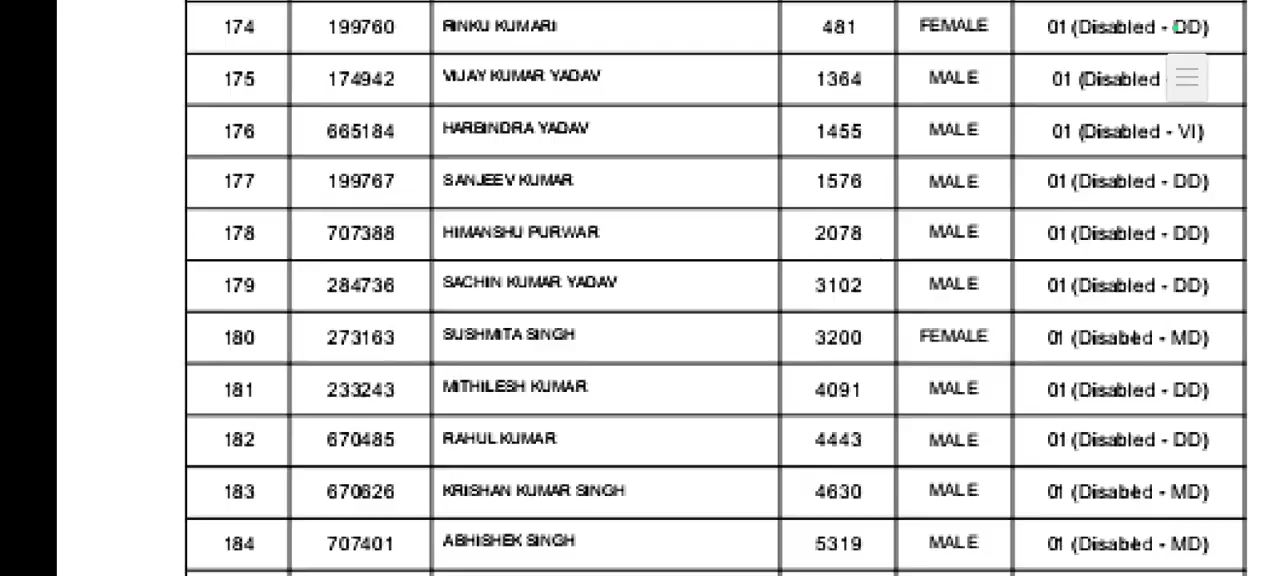 174 199760 RINKU KUMARI 481 FEMALE 01 (Disabled - DD)
175 174942 VIJAY KUMAR YADAV 1364 MALE 01 (Disabled
176 665184 HARBINDRA YADAV 1455 MALE 01 (Disabled - VI)
177 199767 SANJEEV KUMAR 1576 MALE 01 (Disabled - DD)
178 707388 HIMANSHU PURWAR 2078 MALE 01 (Disabled - DD)
179 284736 SACHIN KUMAR YADAV 3102 MALE 01 (Disabled - DD)
180 273163 SUSHMITA SINGH 3200 FEMALE 01 (Disabled - MD)
181 233243 MITHILESH KUMAR 4091 MALE 01 (Disabled - DD)
182 670485 RAHUL KUMAR 4443 MALE 01 (Disabled - DD)
183 670626 KRISHAN KUMAR SINGH 4630 MALE 01 (Disabled - MD)
184 707401 ABHISHEK SINGH 5319 MALE 01 (Disabled - MD)